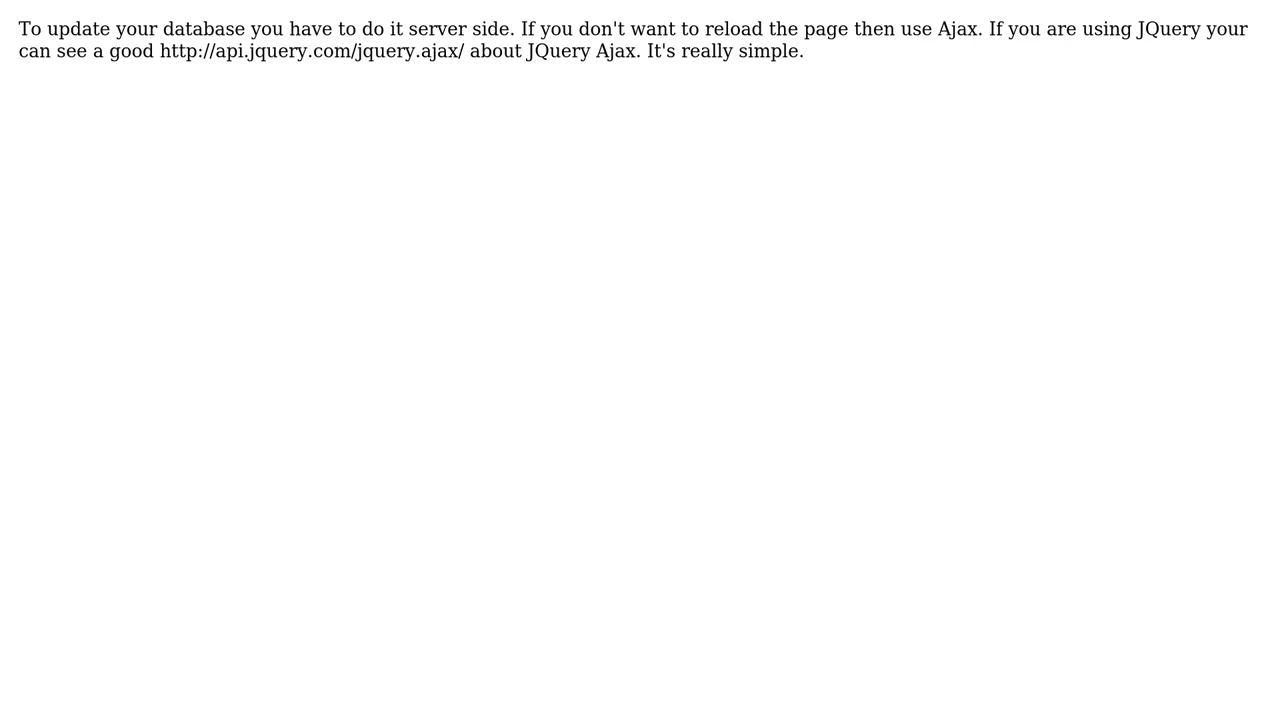 To update your database you have to do it server side. If you don't want to reload the page then use Ajax. If you are using JQuery your
can see a good http://api.jquery.com/jquery.ajax/ about JQuery Ajax. It's really simple.